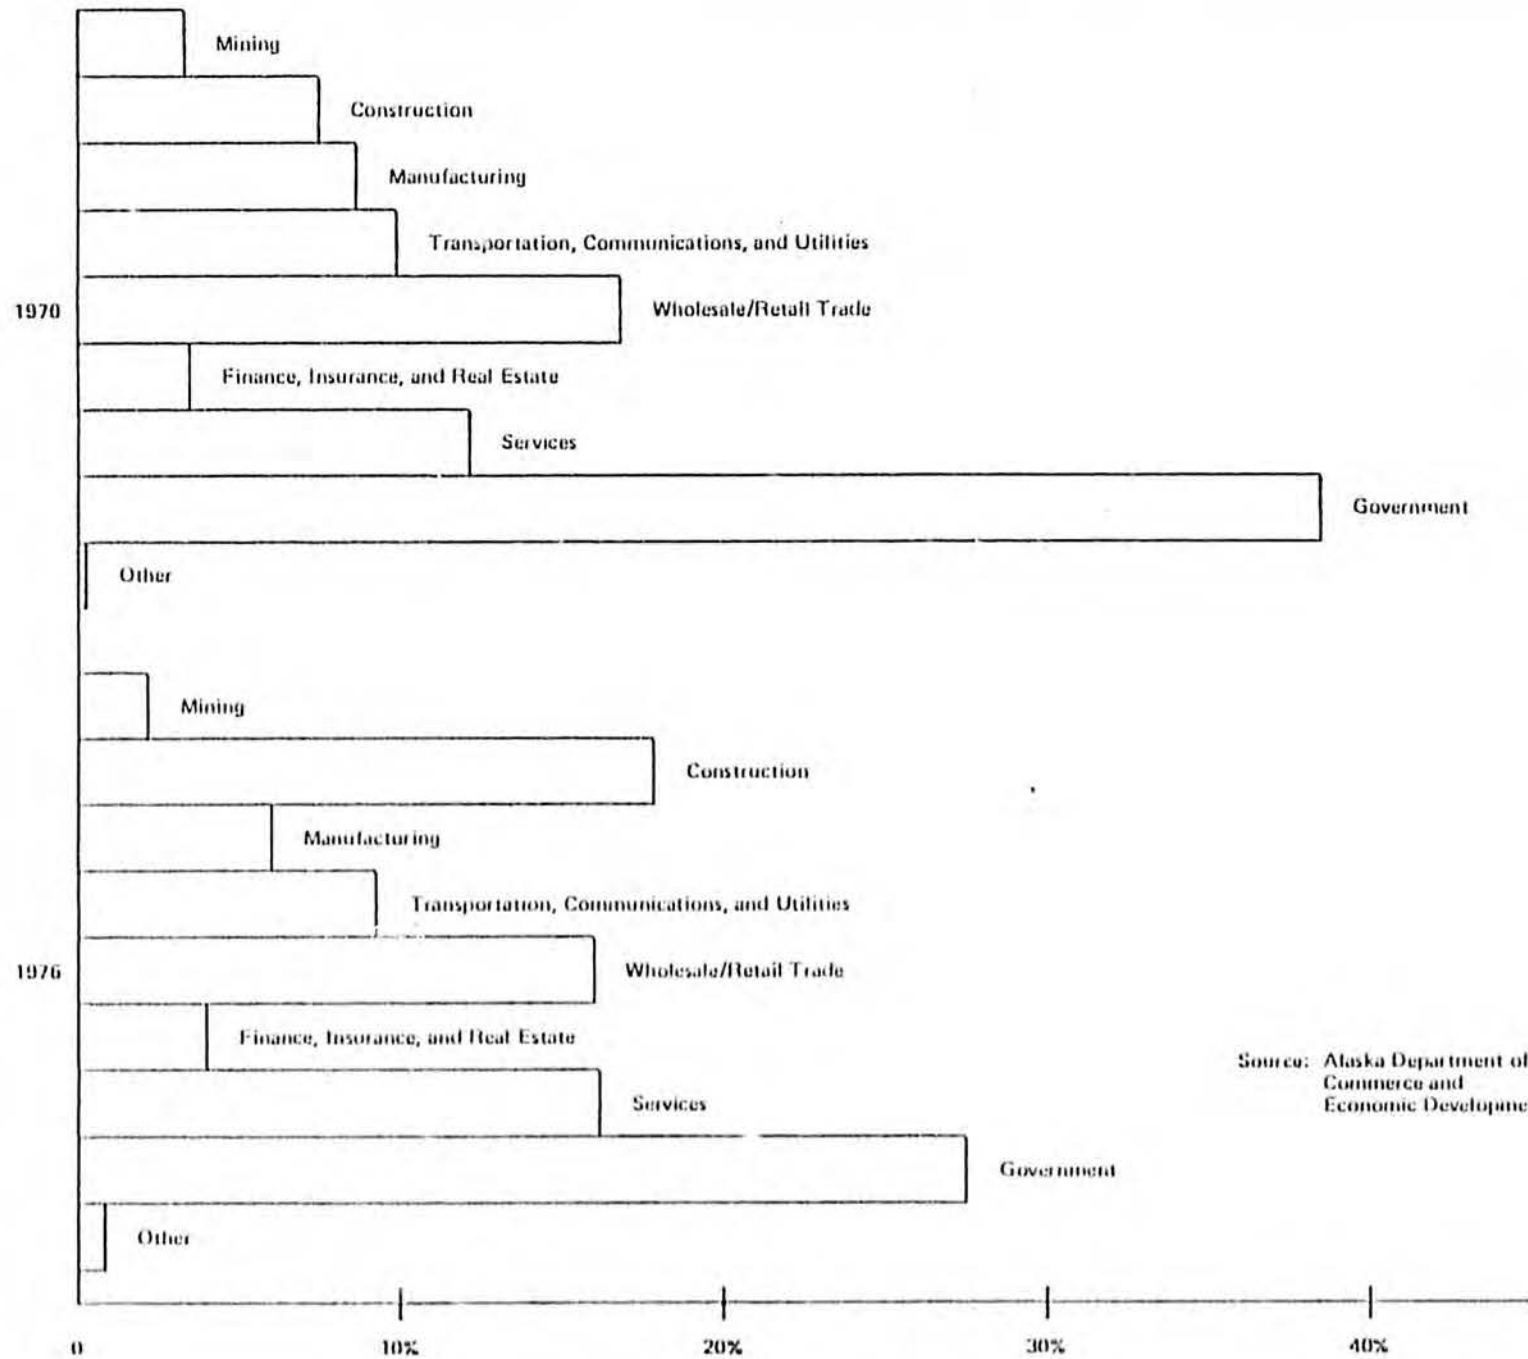 Mining
Construction
Manufacturing
Transportation, Communications, and Utilities
1970
Wholesale/Retail Trade
Finance, Insurance, and Real Estate
Services
Government
Other
Mining
Construction
Manufacturing
Transportation, Communications, and Utilities
1976
Wholesale/Retail Trade
Finance, Insurance, and Real Estate
Services
Government
Other
Source: Alaska Department of
Commerce and
Economic Developme
0 10% 20% 30% 40%